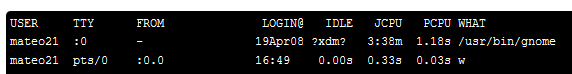 USER TTY FROM LOGIN@ IDLE JCPU PCPU WHAT
mateo21 :0 - 19Apr08 ?xdm? 3:38m 1.18s /usr/bin/gnome
mateo21 pts/0 :0.0 16:49 0.00s 0.33s 0.03s w